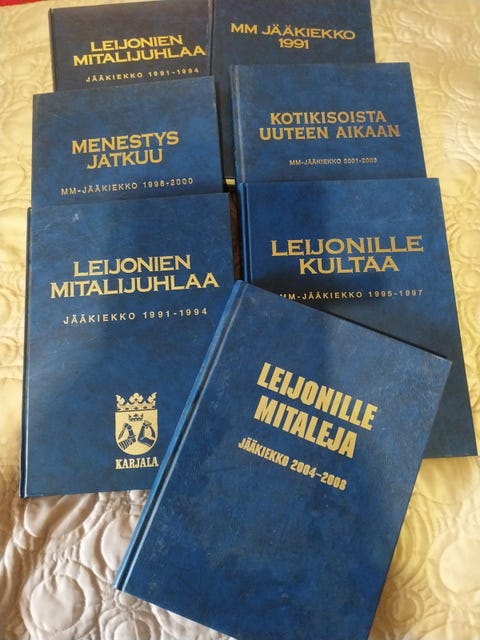 LEIJONIEN
MITALIJUHLAA
JÄÄKIEKKO 1991-1994
MM JÄÄKIEKKO
1991
MENESTYS
JATKUU
MM-JÄÄKIEKKO 1998-2000
KOTIKISOISTA
UUTEEN AIKAAN
MM-JÄÄKIEKKO 2001-2003
LEIJONIEN
MITALIJUHLAA
JÄÄKIEKKO 1991-1994
KARJALA
LEIJONILLE
KULTAA
MM-JÄÄKIEKKO 1995-1997
LEIJONILLE
MITALEJA
JÄÄKIEKKO 2004-2008